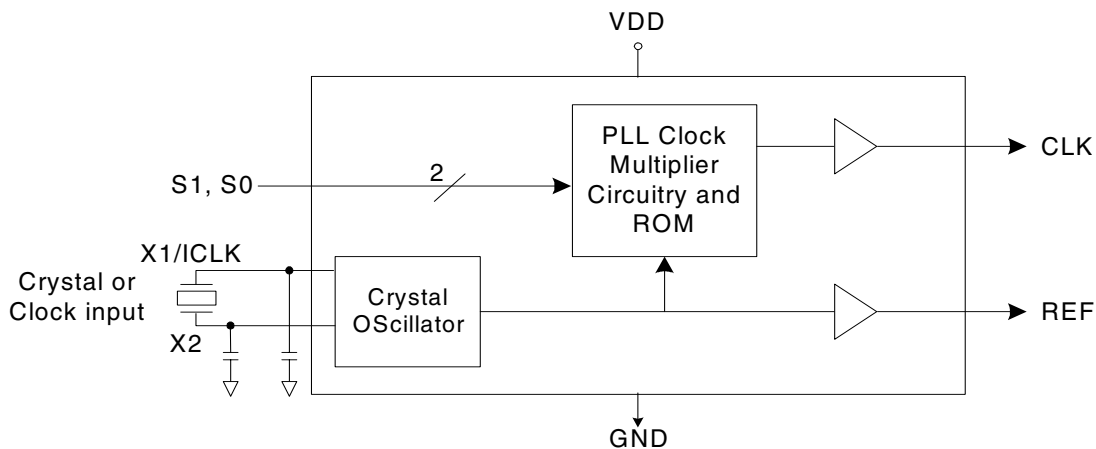 VDD
PLL Clock
Multiplier
Circuitry and
ROM
CLK
S1, S0
2
X1/ICLK
Crystal or
Clock input
X2
Crystal
OScillator
REF
GND